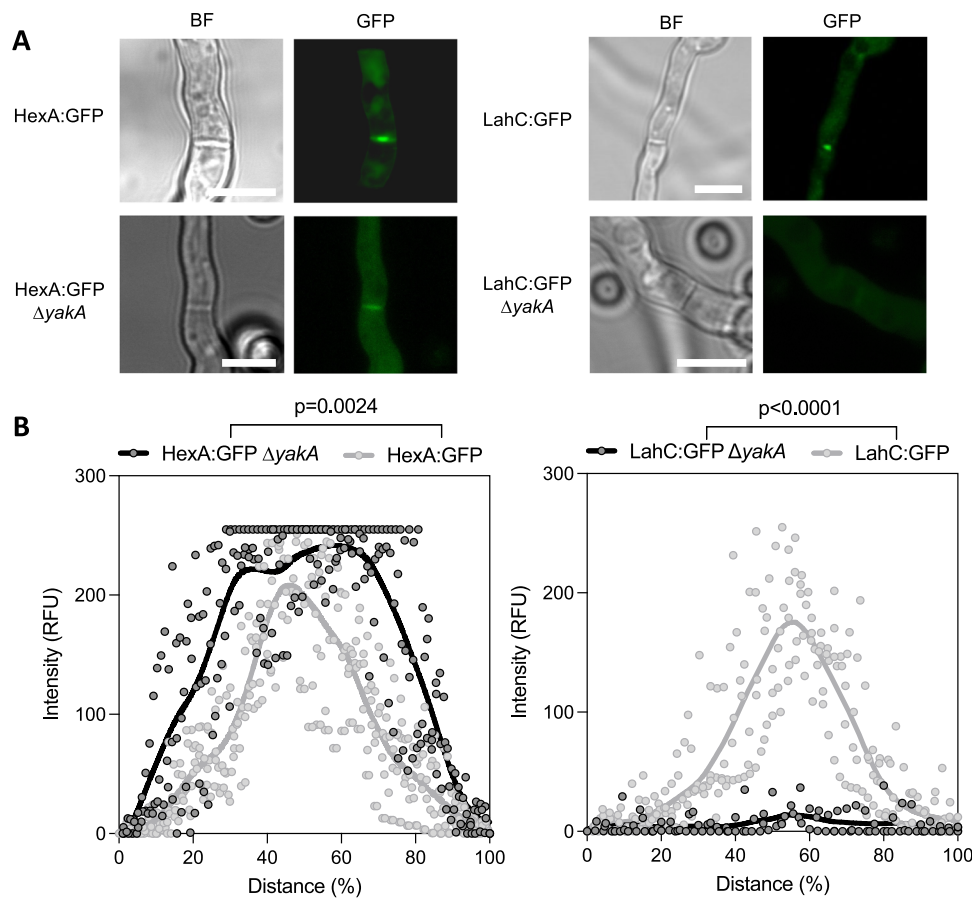 A
BF
GFP
BF
GFP
HexA:GFP
LahC:GFP
HexA:GFP
ΔyakA
LahC:GFP
ΔyakA
B
p=0.0024
HexA:GFP ΔyakA
HexA:GFP
300
200
100
0
Intensity (RFU)
0
20
40
60
80
100
Distance (%)
p<0.0001
LahC:GFP ΔyakA
LahC:GFP
300
200
100
0
Intensity (RFU)
0
20
40
60
80
100
Distance (%)